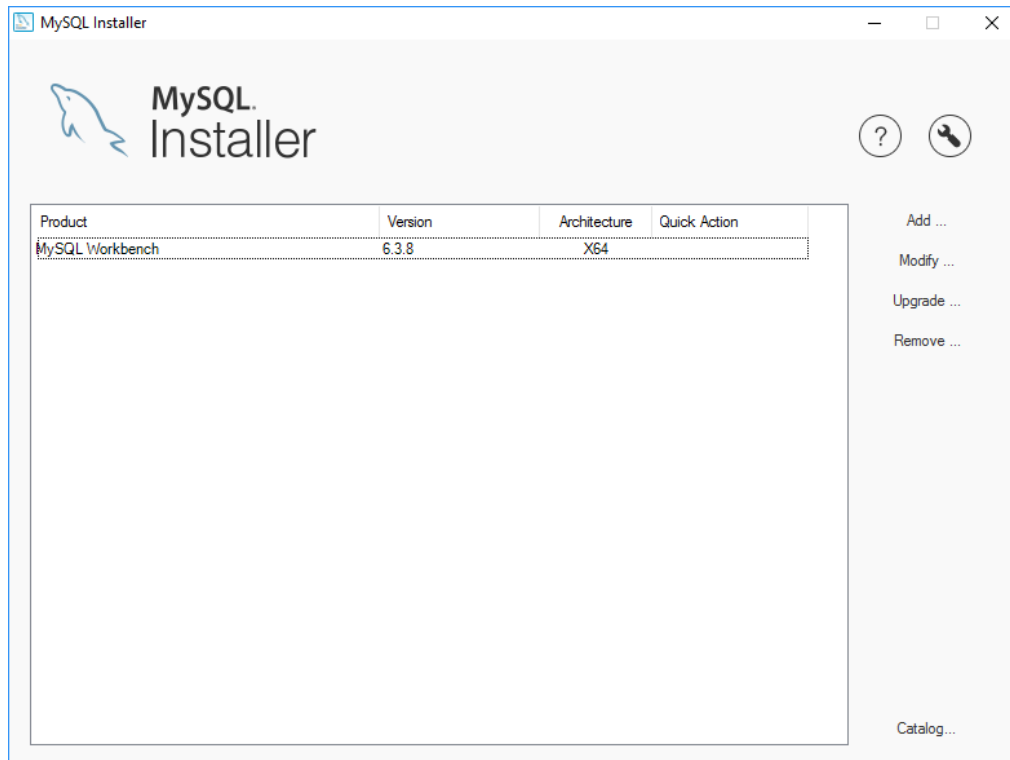 MySQL Installer
MySQL.
Installer
?
Product Version Architecture Quick Action
MySQL Workbench 6.3.8 X64
Add ...
Modify ...
Upgrade ...
Remove ...
Catalog...